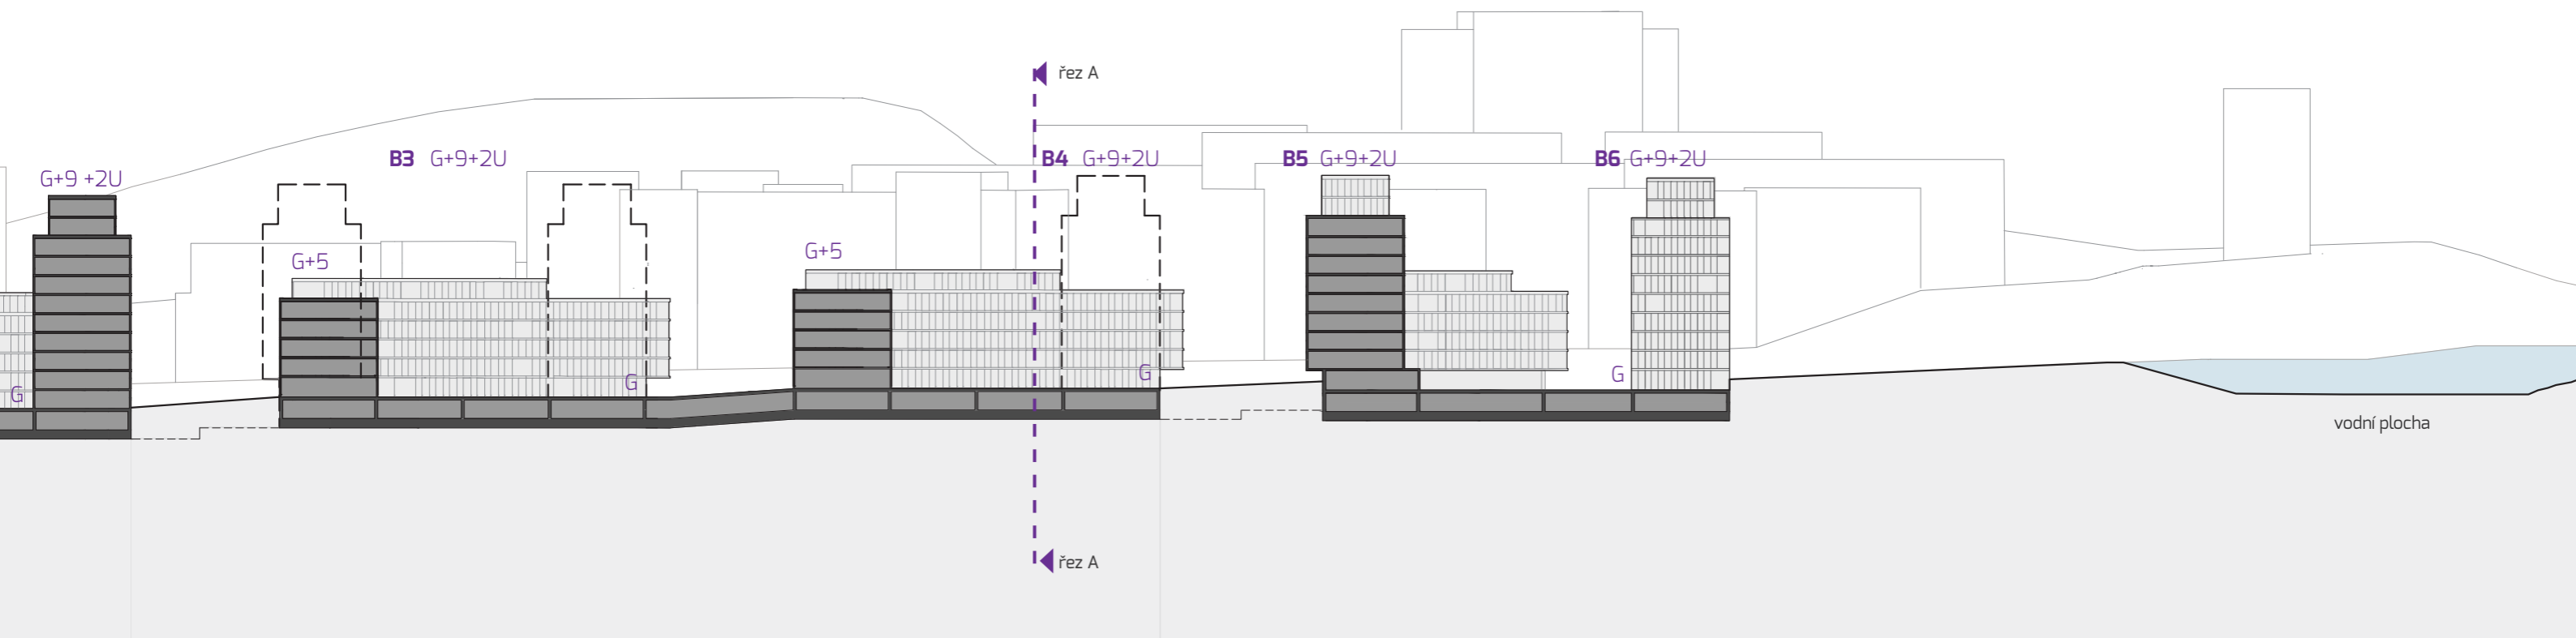 řez A
B3 G+9+2U
B4 G+9+2U
B5 G+9+2U
B6 G+9+2U
G+9 +2U
G+5
G+5
G
G
G
G
vodní plocha
řez A